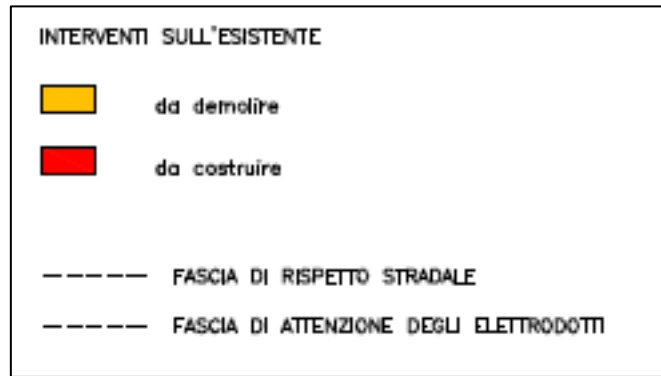 INTERVENTI SULL'ESISTENTE
da demolire
da costruire
FASCIA DI RISPETTO STRADALE
FASCIA DI ATTENZIONE DEGLI ELETTRODOTTI